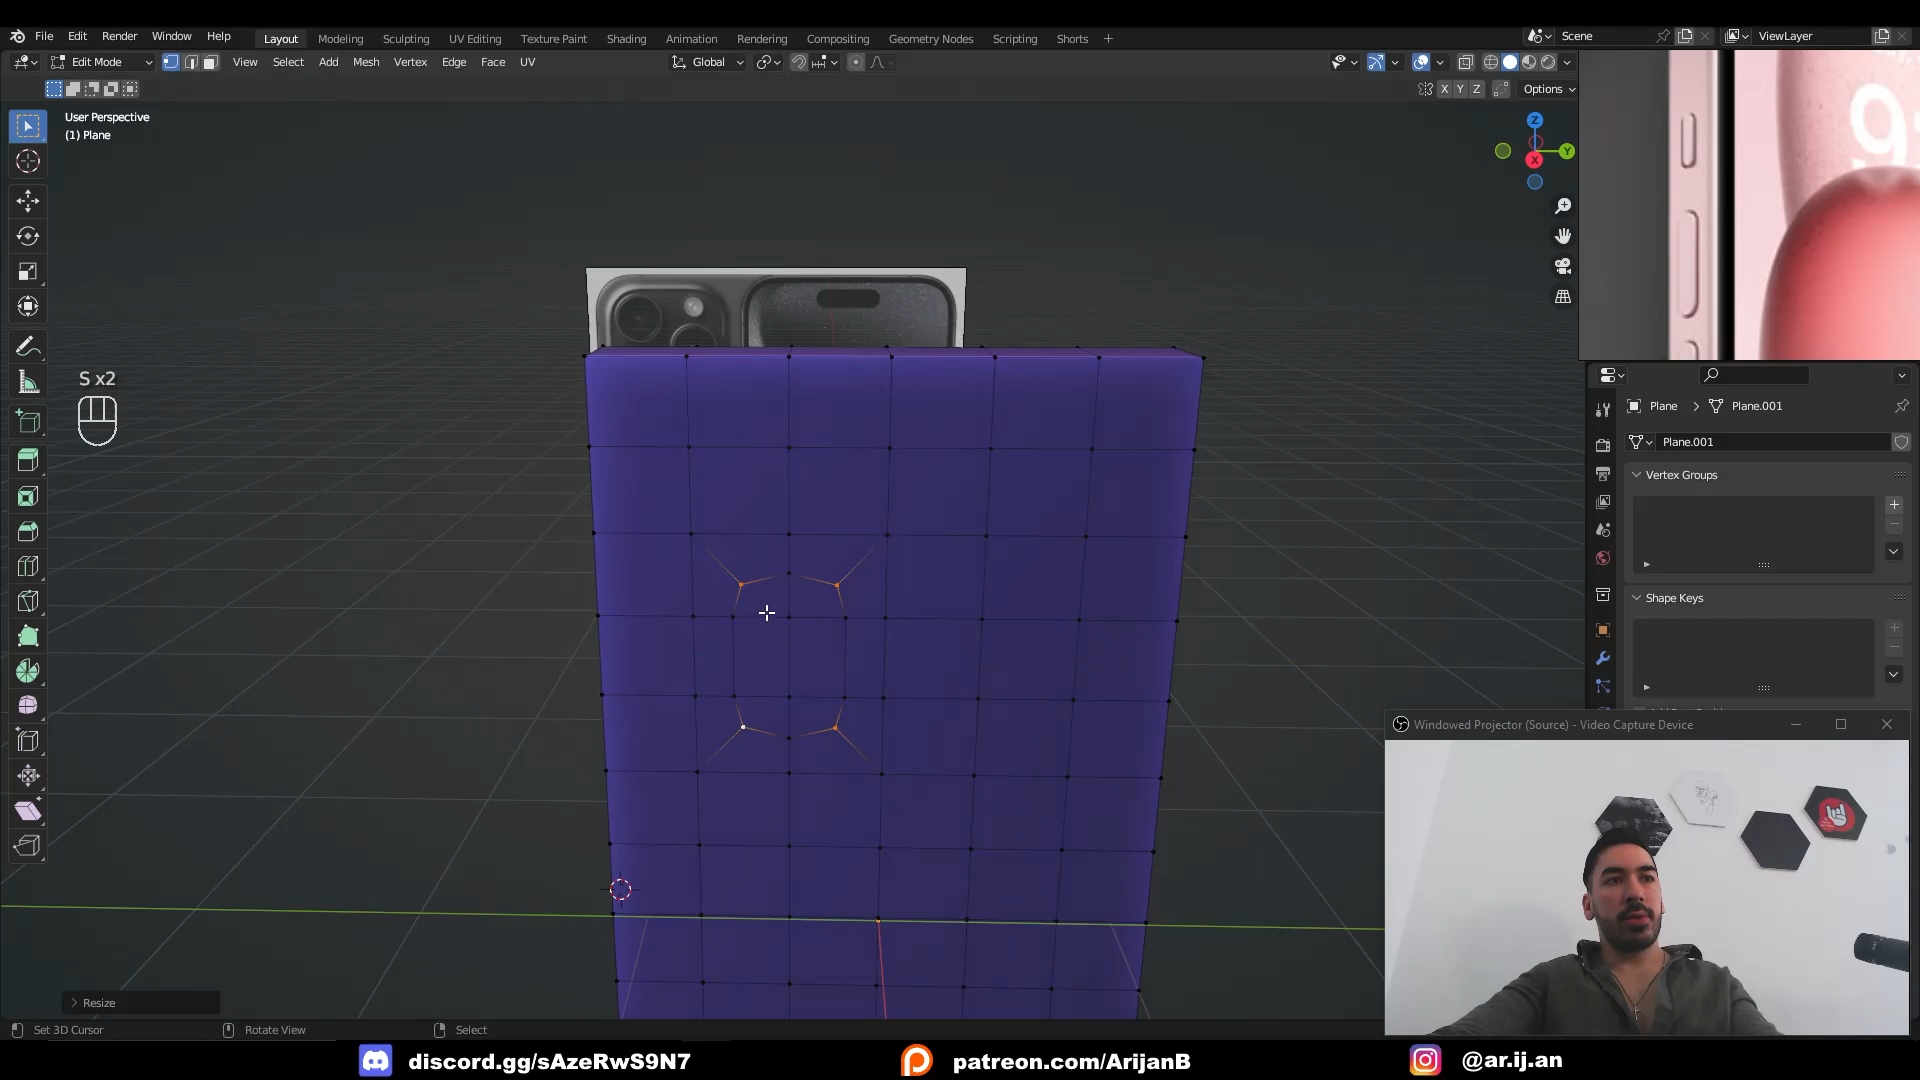 File Edit Render Window Help Layout Modeling Sculpting UV Editing Texture Paint Shading Animation Rendering Compositing Geometry Nodes Scripting Shorts + Scene ViewLayer
Edit Mode View Select Add Mesh Vertex Edge Face UV Global
X Y Z Options
User Perspective
(1) Plane
Z
Y
X
9
S x2
Plane > Plane.001
Plane.001
Vertex Groups
Shape Keys
Windowed Projector (Source) - Video Capture Device
> Resize
Set 3D Cursor Rotate View Select
discord.gg/sAzeRwS9N7 patreon.com/ArijanB @ar.ij.an